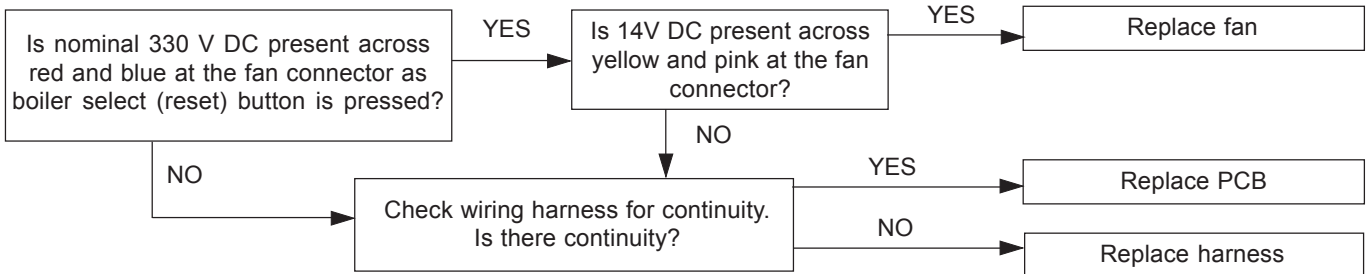 Is nominal 330 V DC present across
red and blue at the fan connector as
boiler select (reset) button is pressed?
YES
Is 14V DC present across
yellow and pink at the fan
connector?
YES
Replace fan
NO
NO
Check wiring harness for continuity.
Is there continuity?
YES
Replace PCB
NO
Replace harness